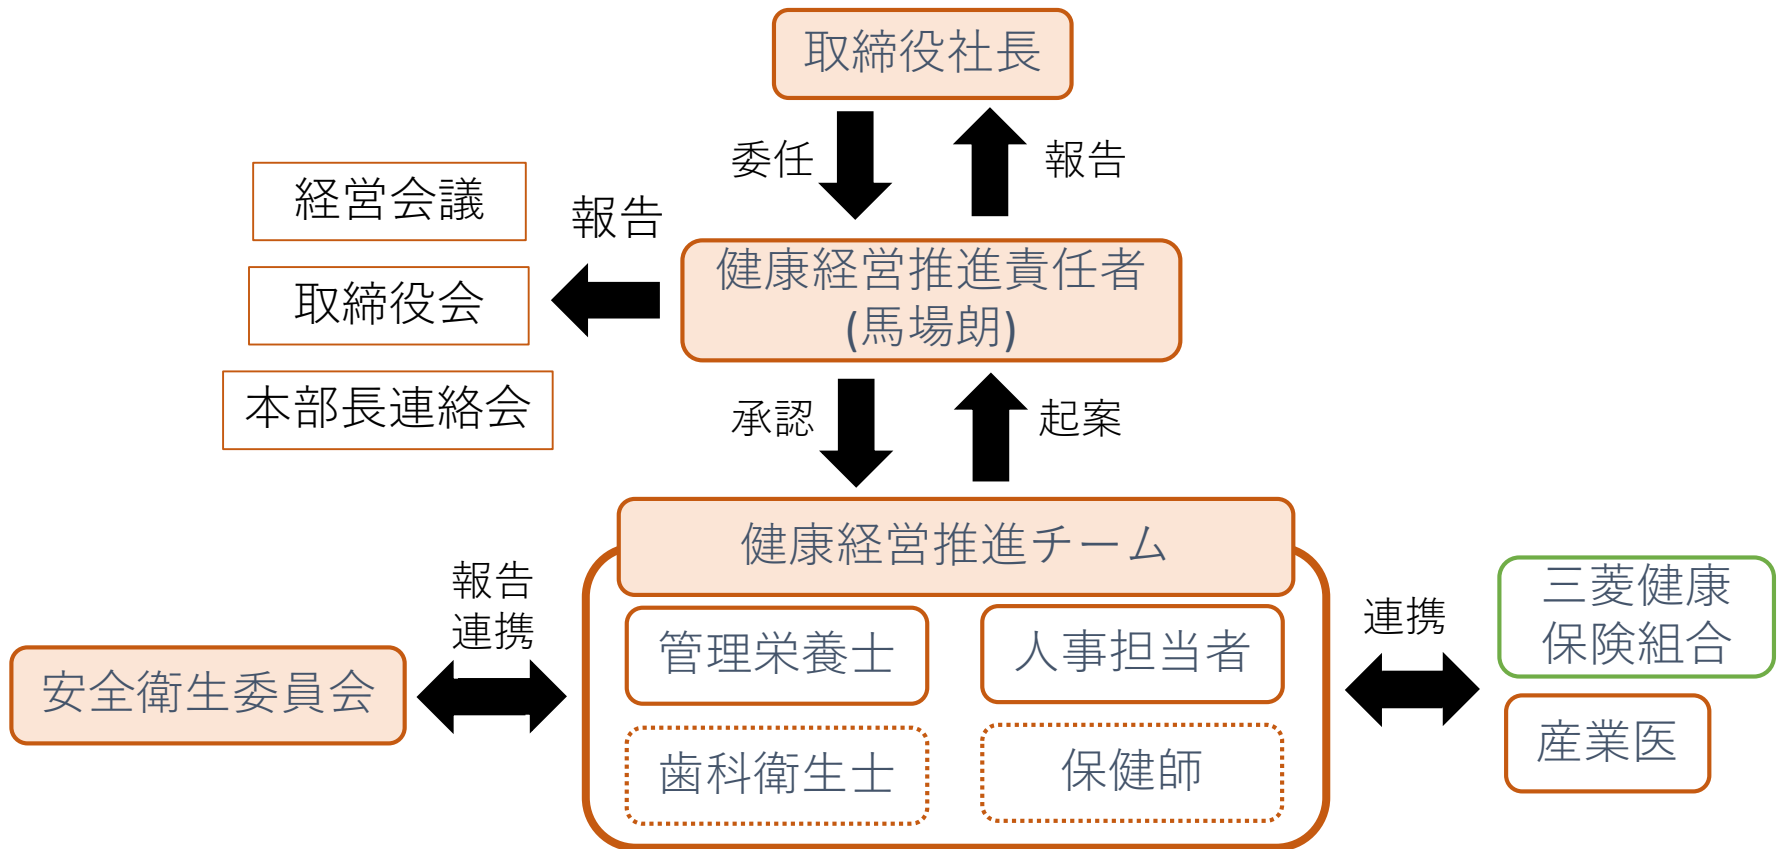 取締役社長
委任
報告
経営会議
報告
取締役会
本部長連絡会
健康経営推進責任者
(馬場朗)
承認
起案
健康経営推進チーム
管理栄養士
人事担当者
歯科衛生士
保健師
報告
連携
安全衛生委員会
連携
三菱健康
保険組合
産業医